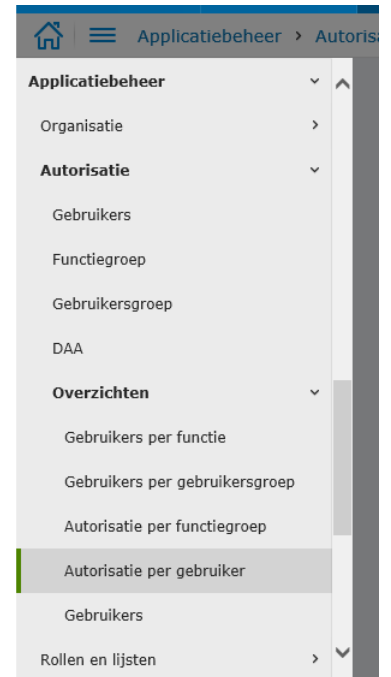 Applicatiebeheer > Autoris
Applicatiebeheer
Organisatie
Autorisatie
Gebruikers
Functiegroep
Gebruikersgroep
DAA
Overzichten
Gebruikers per functie
Gebruikers per gebruikersgroep
Autorisatie per functiegroep
Autorisatie per gebruiker
Gebruikers
Rollen en lijsten